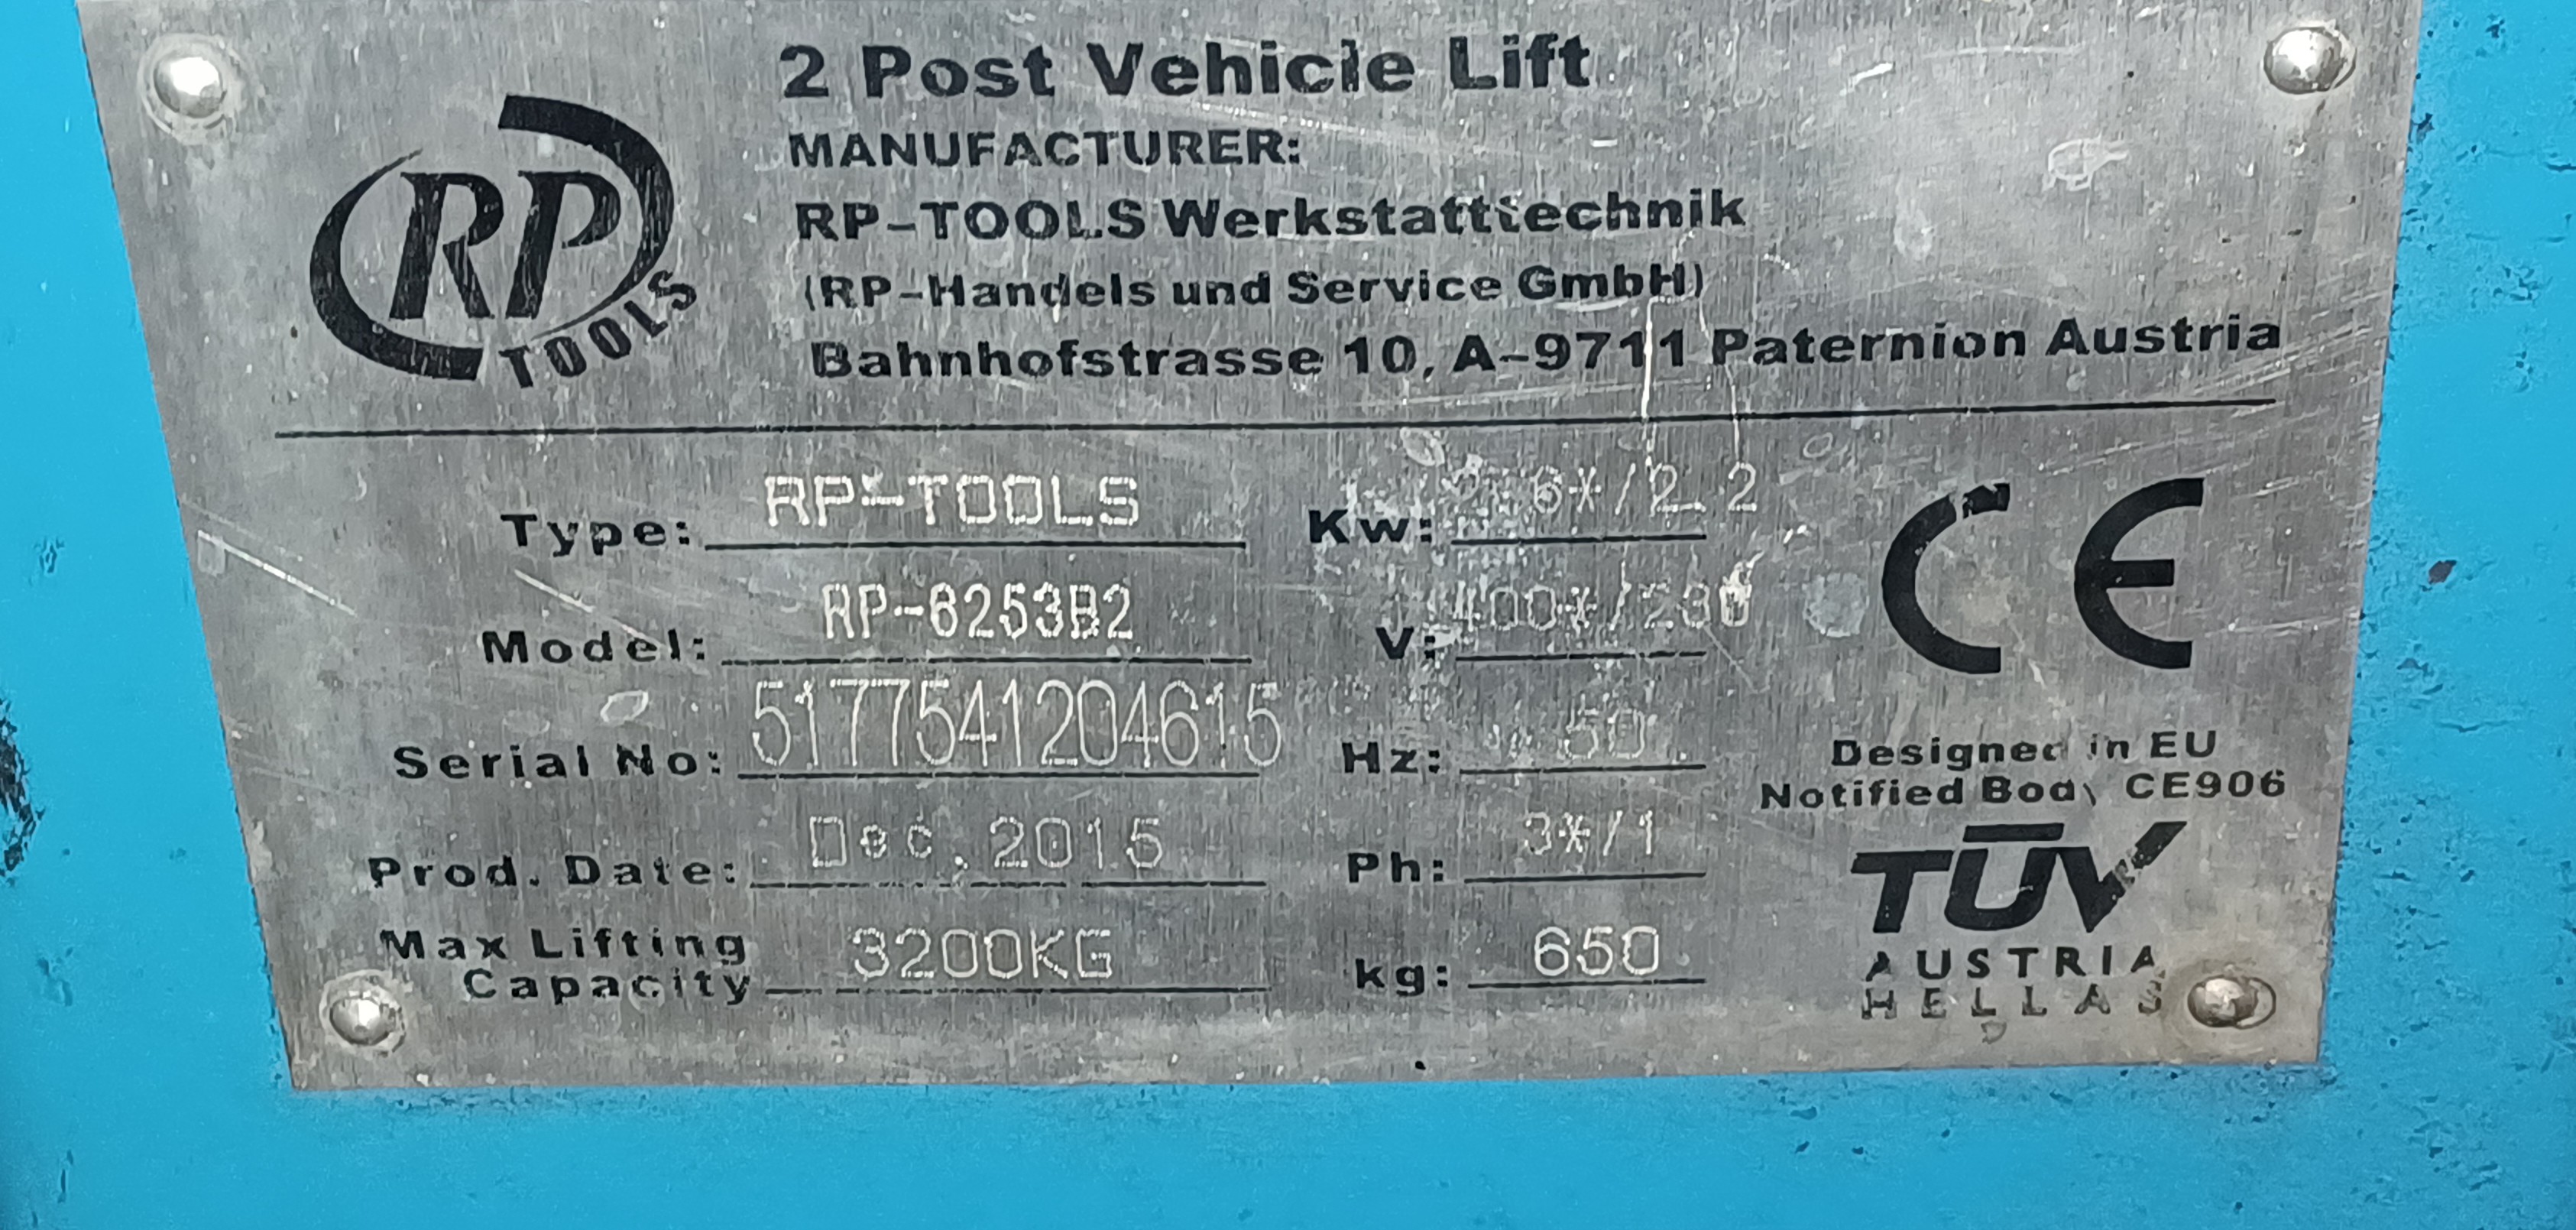 2 Post Vehicle Lift
MANUFACTURER:
RP-TOOLS Werkstatttechnik
(RP-Handels und Service GmbH)
Bahnhofstrasse 10, A-9711 Paternion Austria
RP
TOOLS
Type: RP-TOOLS
Model: RP-6253B2
Serial No: 5177541204615
Prod. Date: Dec.2015
Max Lifting
Capacity 3200KG
Kw: 6*/2.2
V: 400*/230
Hz: 50
Ph: 3*/1
kg: 650
CE
Designed in EU
Notified Body CE906
TÜV
AUSTRIA
HELLAS